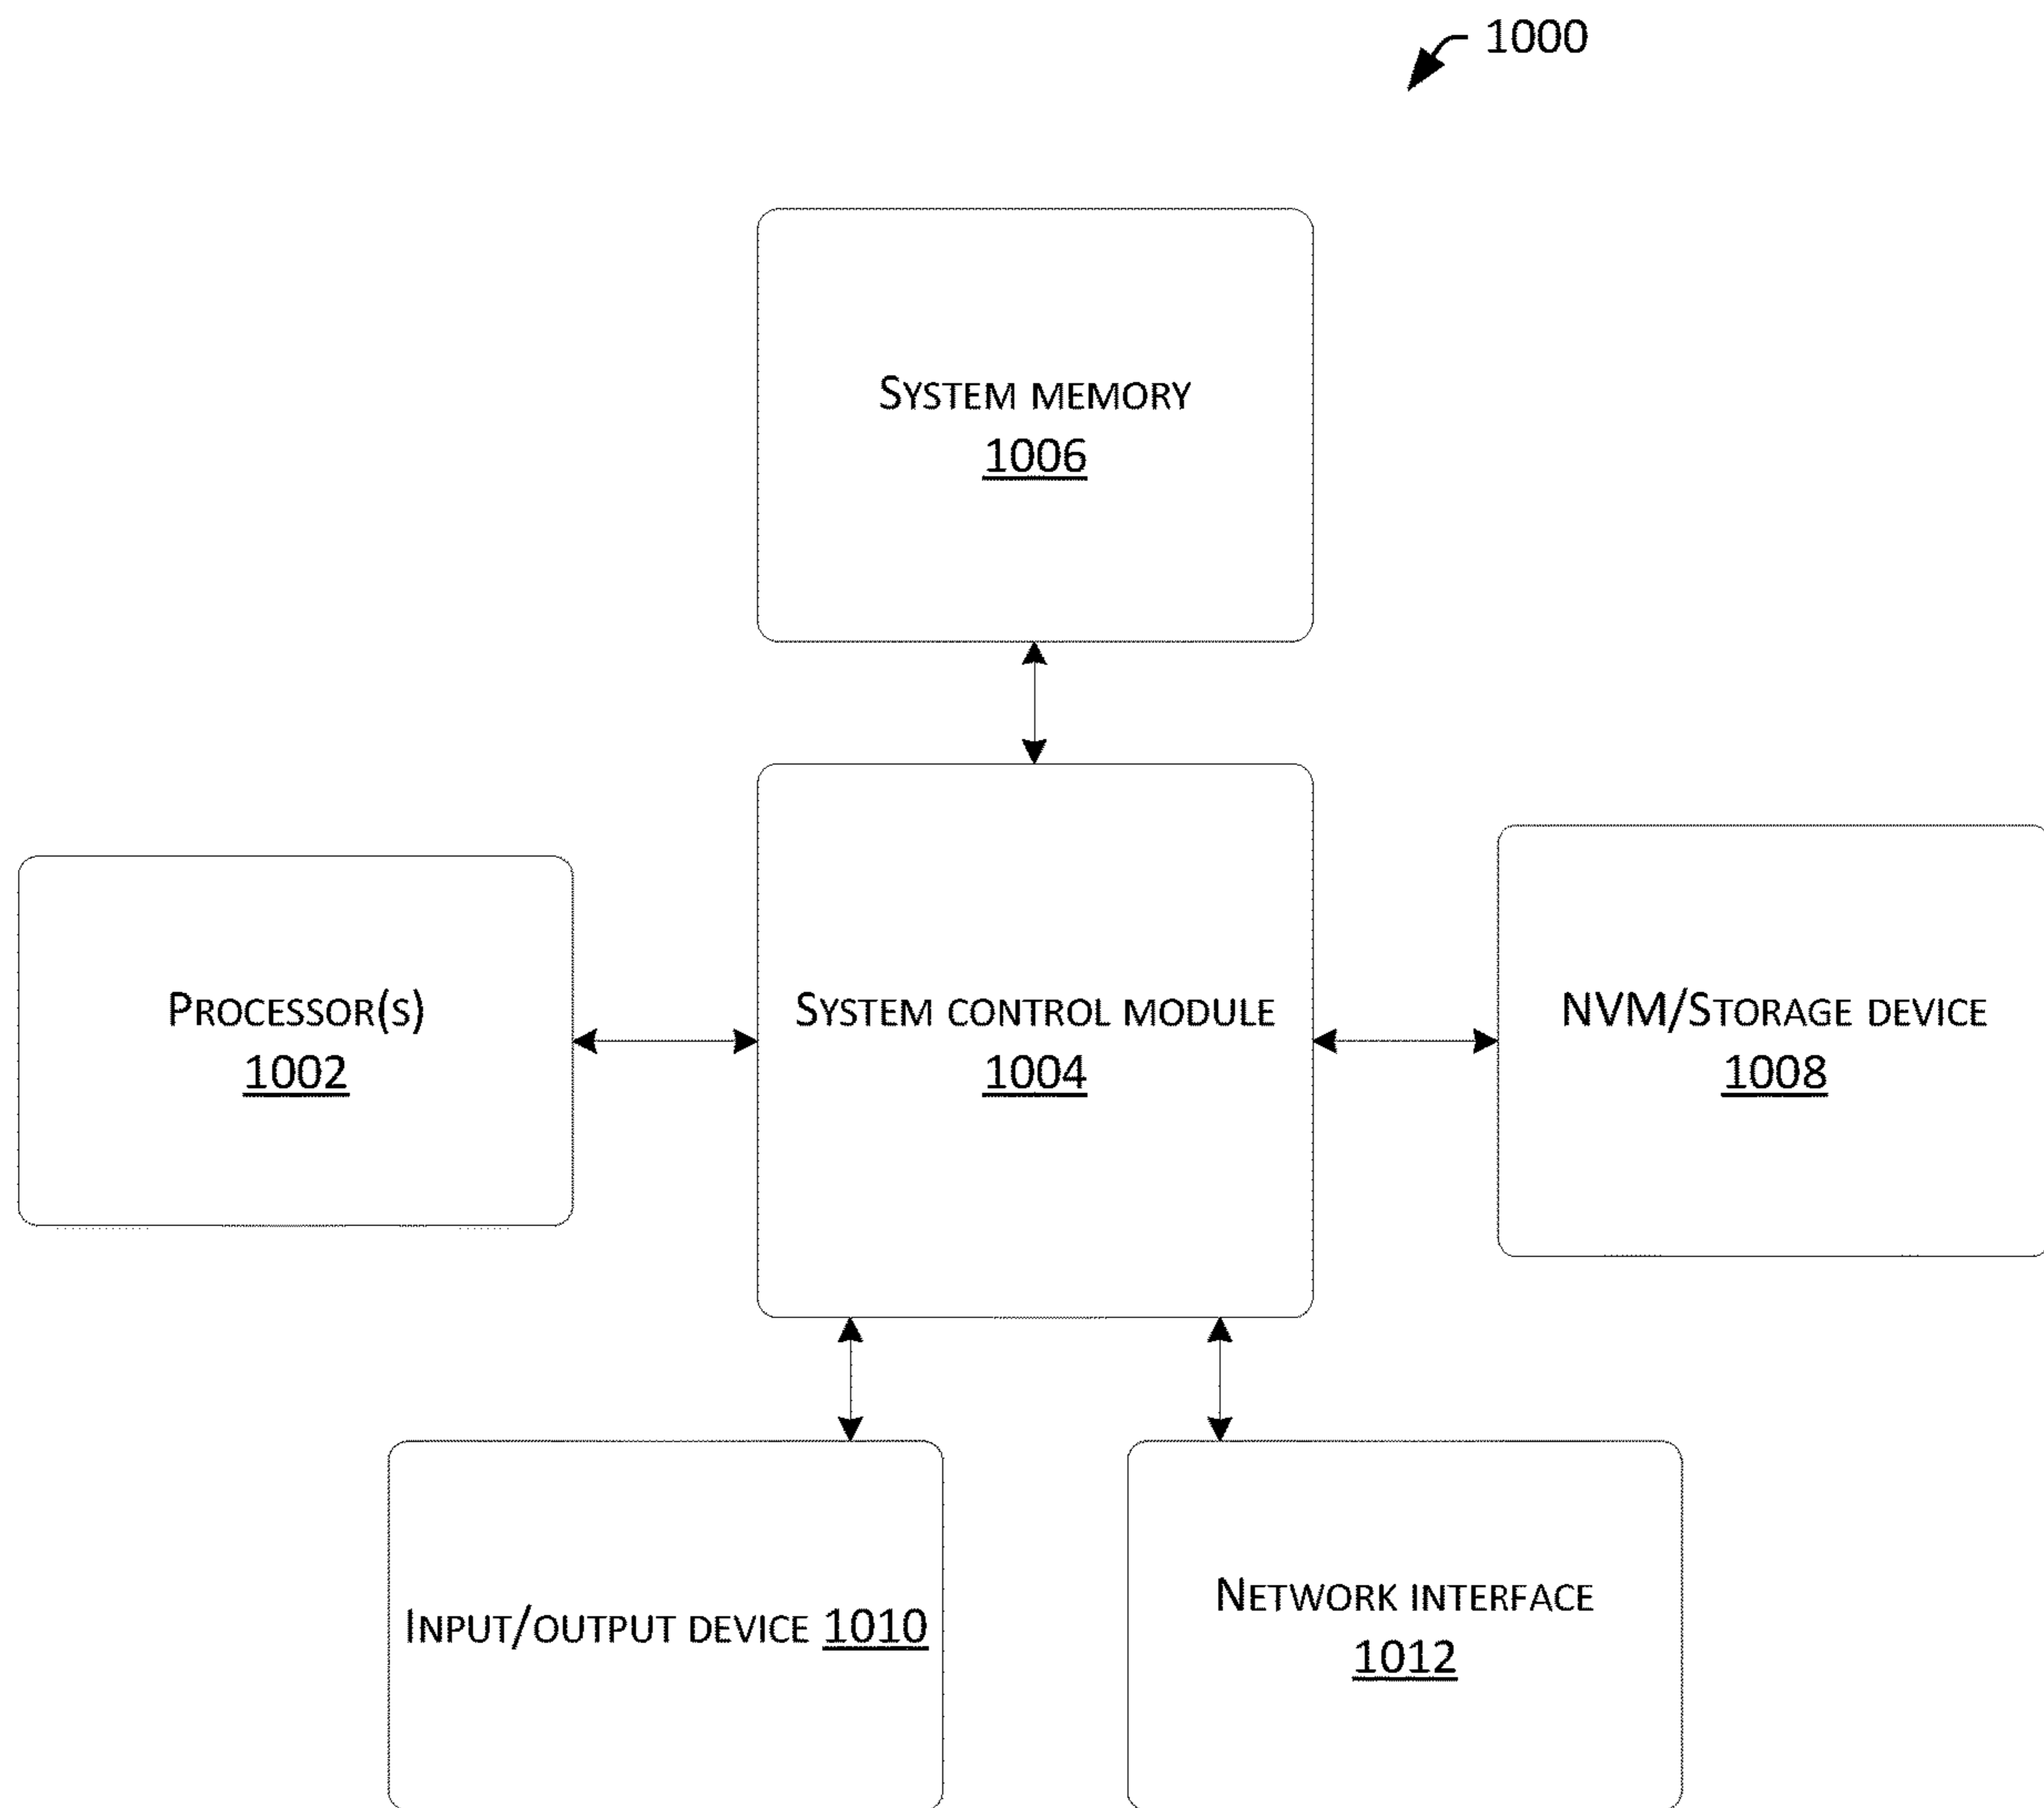 1000
SYSTEM MEMORY
1006
PROCESSOR(S)
1002
SYSTEM CONTROL MODULE
1004
NVM/STORAGE DEVICE
1008
INPUT/OUTPUT DEVICE 1010
NETWORK INTERFACE
1012